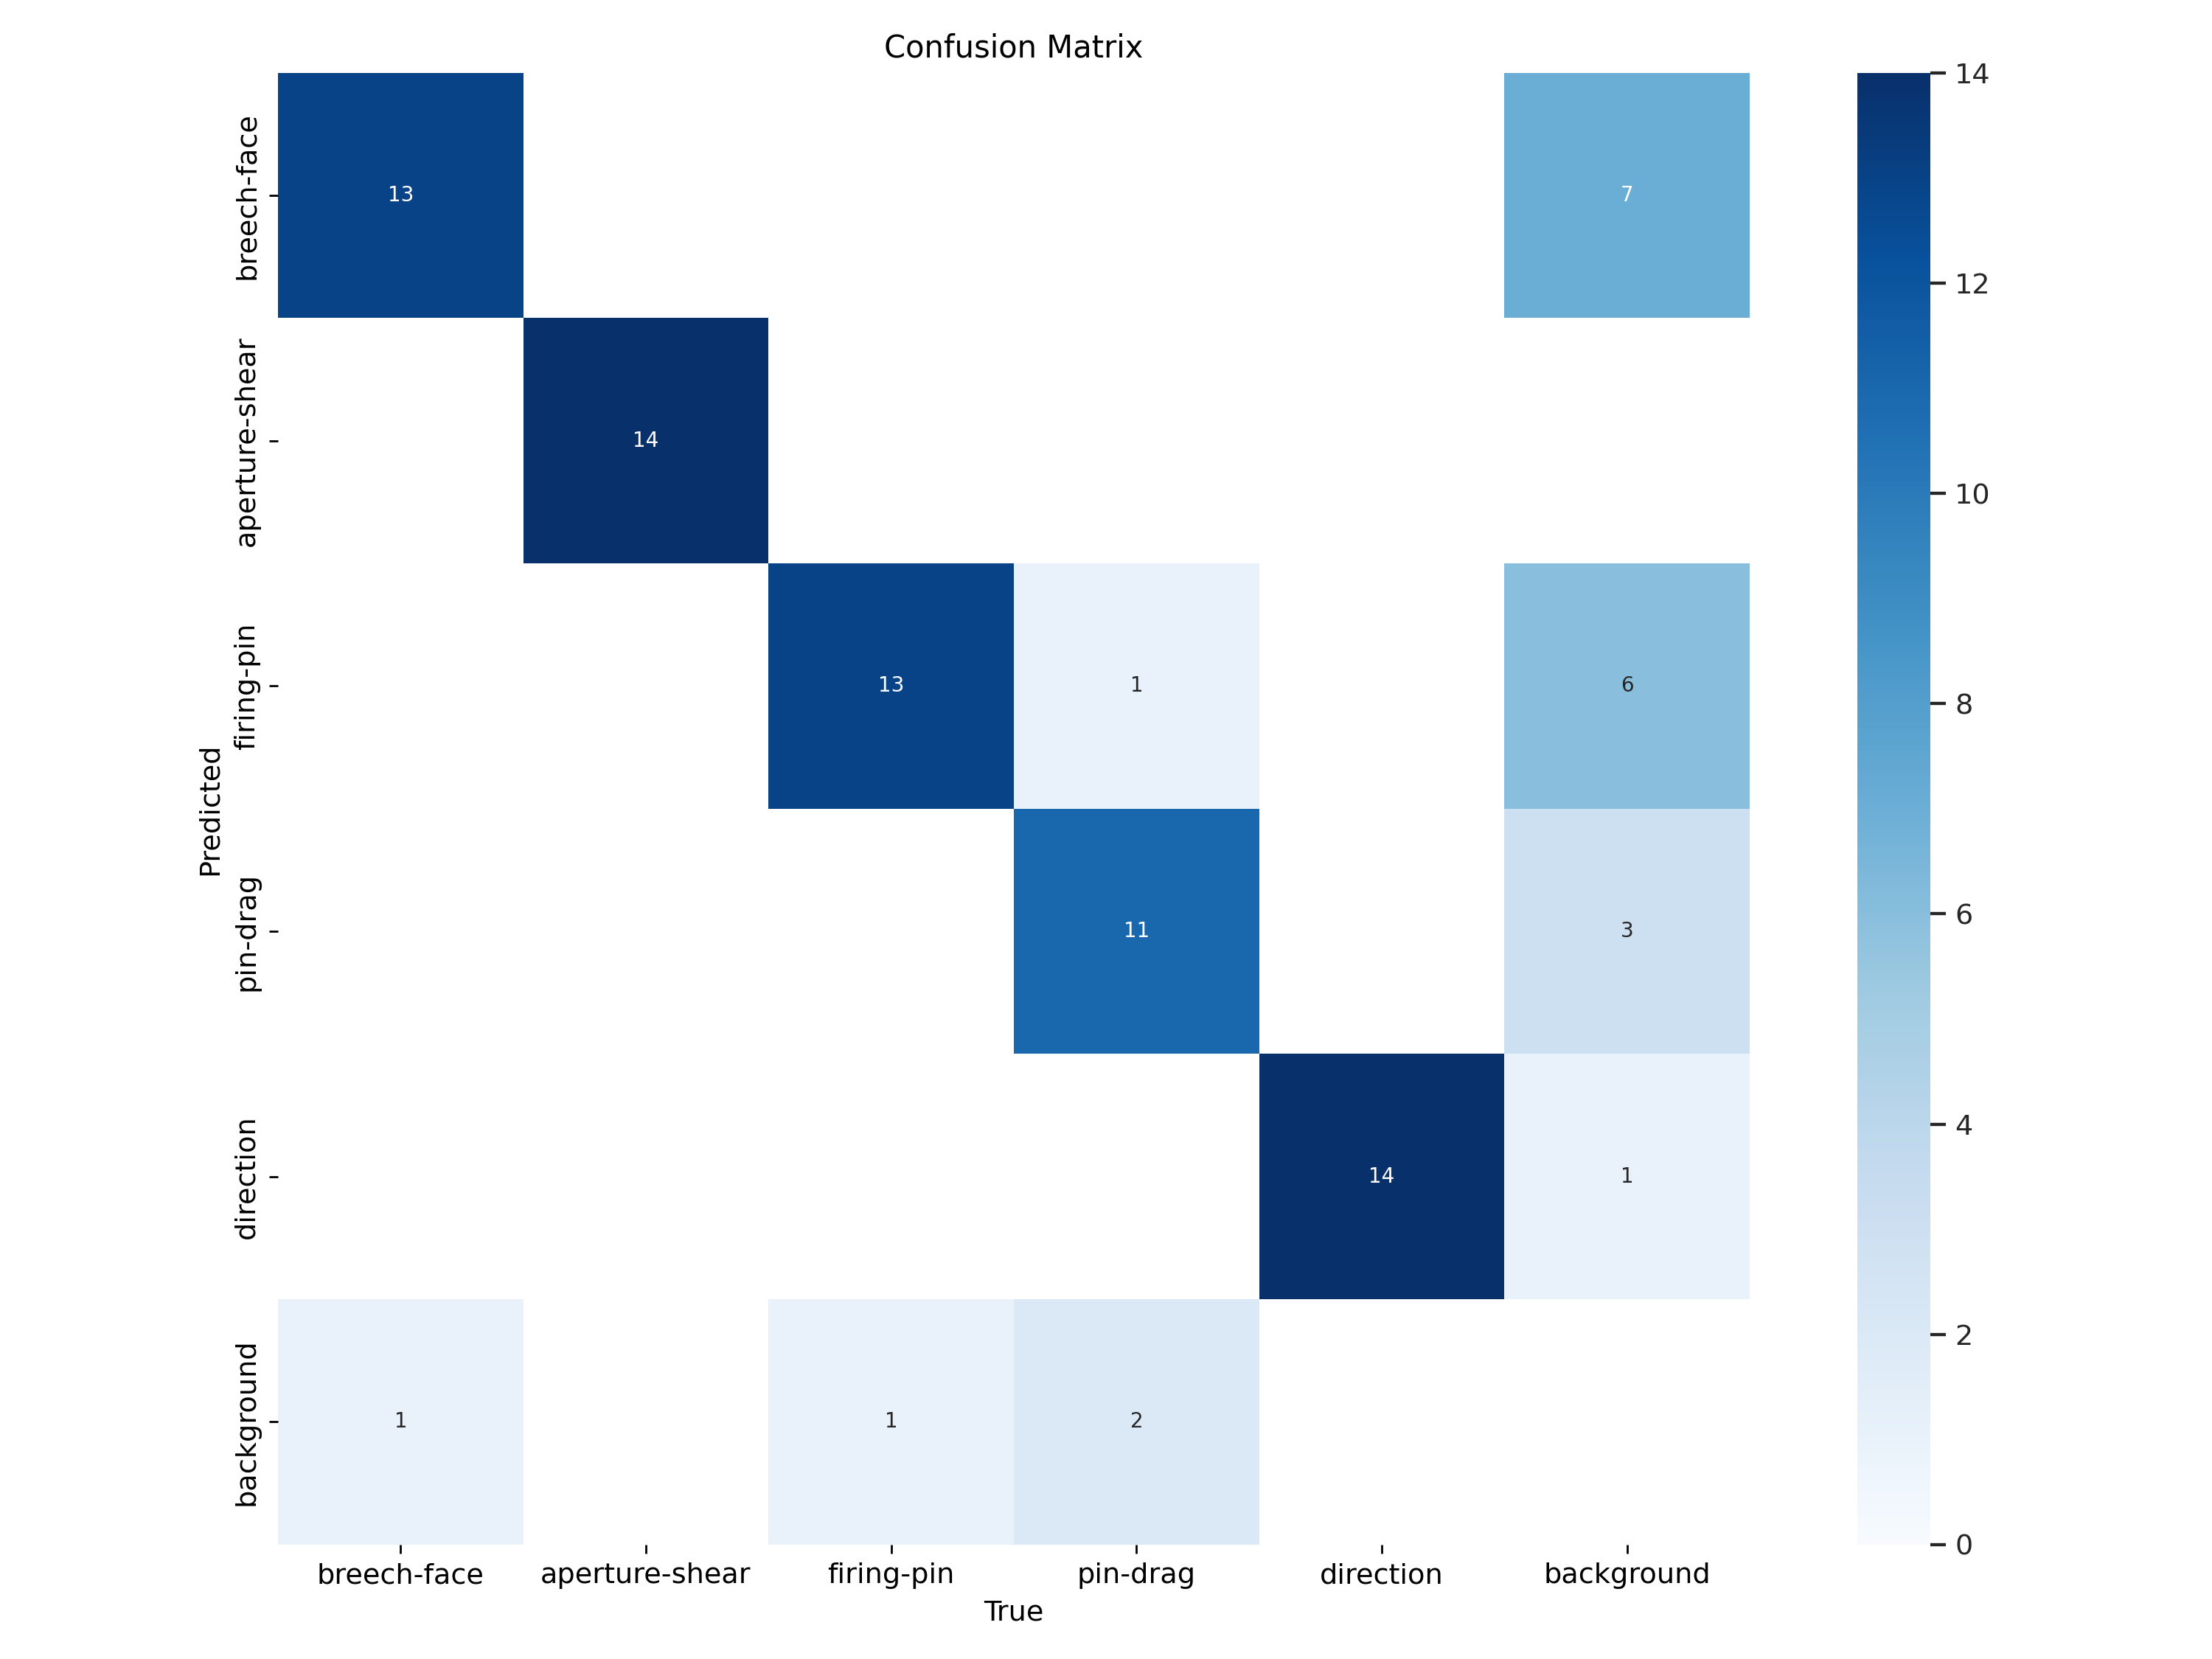 Confusion Matrix
breech-face
13
7
14
aperture-shear
14
12
firing-pin
13
1
6
10
8
Predicted
pin-drag
11
3
6
direction
14
1
4
background
1
1
2
2
0
breech-face aperture-shear firing-pin pin-drag direction background
True